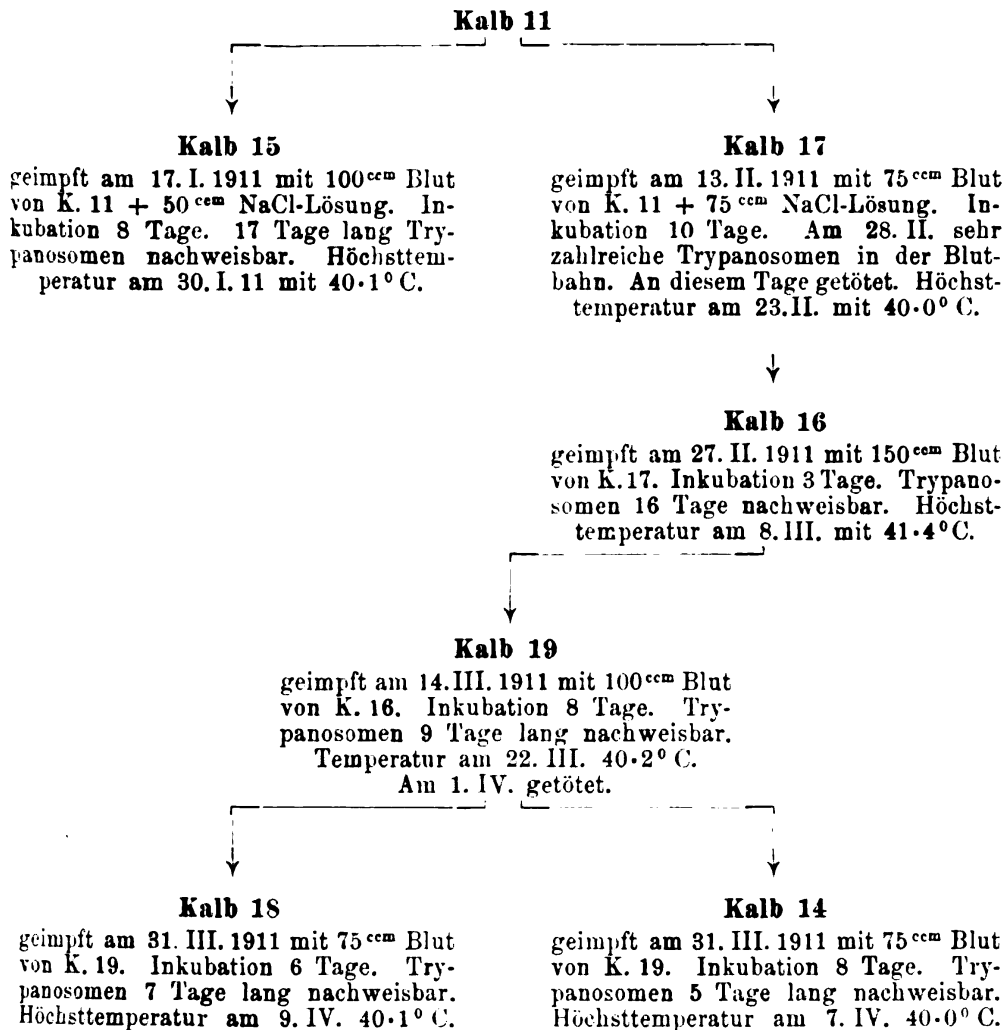 Kalb 11
Kalb 15
geimpft am 17. I. 1911 mit 100ccm Blut
von K. 11 + 50ccm NaCl-Lösung. In-
kubation 8 Tage. 17 Tage lang Try-
panosomen nachweisbar. Höchsttem-
peratur am 30. I. 11 mit 40·1° C.
Kalb 17
geimpft am 13. II. 1911 mit 75ccm Blut
von K. 11 + 75ccm NaCl-Lösung. In-
kubation 10 Tage. Am 28. II. sehr
zahlreiche Trypanosomen in der Blut-
bahn. An diesem Tage getötet. Höchst-
temperatur am 23. II. mit 40·0° C.
Kalb 16
geimpft am 27. II. 1911 mit 150ccm Blut
von K. 17. Inkubation 3 Tage. Trypano-
somen 16 Tage nachweisbar. Höchst-
temperatur am 8. III. mit 41·4° C.
Kalb 19
geimpft am 14. III. 1911 mit 100ccm Blut
von K. 16. Inkubation 8 Tage. Try-
panosomen 9 Tage lang nachweisbar.
Temperatur am 22. III. 40·2° C.
Am 1. IV. getötet.
Kalb 18
geimpft am 31. III. 1911 mit 75ccm Blut
von K. 19. Inkubation 6 Tage. Try-
panosomen 7 Tage lang nachweisbar.
Höchsttemperatur am 9. IV. 40·1° C.
Kalb 14
geimpft am 31. III. 1911 mit 75ccm Blut
von K. 19. Inkubation 8 Tage. Try-
panosomen 5 Tage lang nachweisbar.
Höchsttemperatur am 7. IV. 40·0° C.